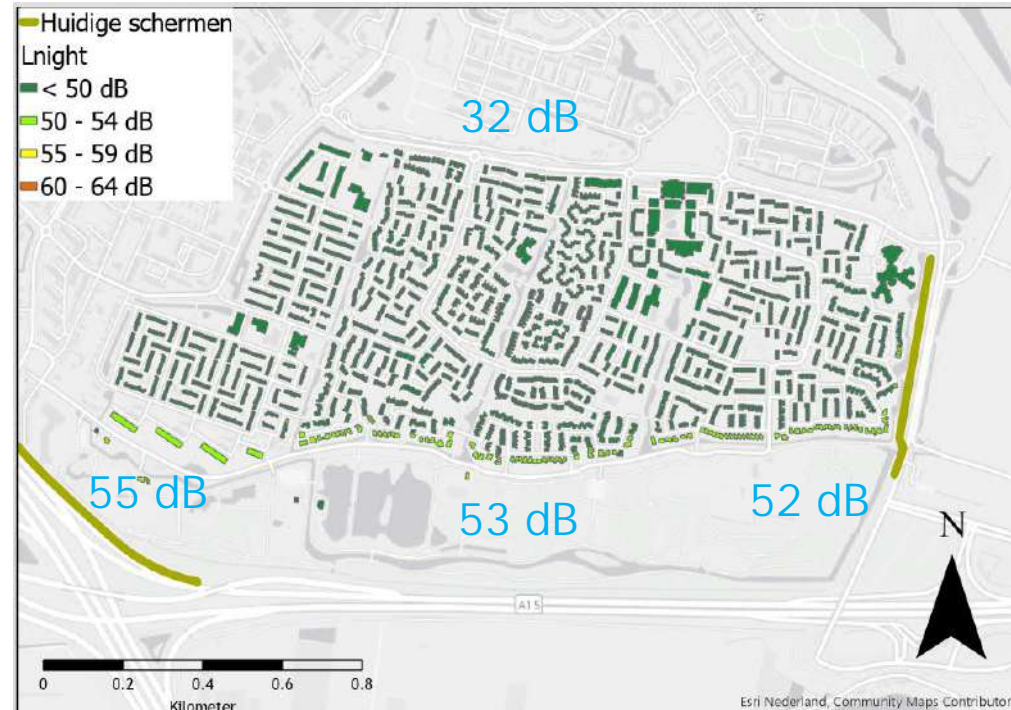 Huidige schermen
Lnight
< 50 dB
50 - 54 dB
55 - 59 dB
60 - 64 dB
32 dB
55 dB
53 dB
52 dB
N
A15
0 0.2 0.4 0.6 0.8
Kilometer
Esri Nederland, Community Maps Contributor